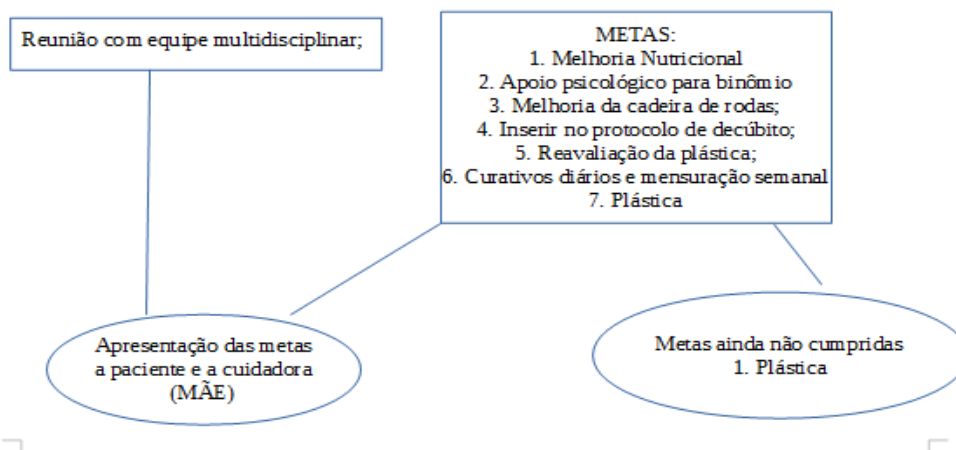 Reunião com equipe multidisciplinar;
METAS:
1. Melhoria Nutricional
2. Apoio psicológico para binômio
3. Melhoria da cadeira de rodas;
4. Inserir no protocolo de decúbito;
5. Reavaliação da plástica;
6. Curativos diários e mensuração semanal
7. Plástica
Apresentação das metas
a paciente e a cuidadora
(MÃE)
Metas ainda não cumpridas
1. Plástica